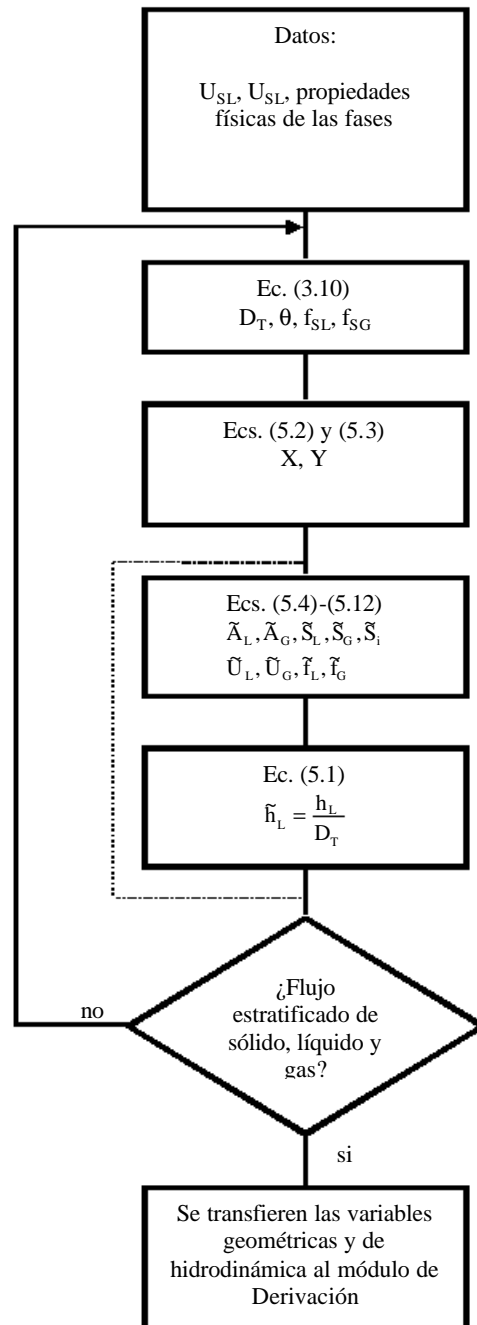 Datos:
U_SL, U_SL, propiedades
físicas de las fases
Ec. (3.10)
D_T, θ, f_SL, f_SG
Ecs. (5.2) y (5.3)
X, Y
Ecs. (5.4)-(5.12)
Ã_L, Ã_G, S̃_L, S̃_G, S̃_i
Ũ_L, Ũ_G, f̃_L, f̃_G
Ec. (5.1)
h̃_L = h_L / D_T
¿Flujo
estratificado de
sólido, líquido y
gas?
no
si
Se transfieren las variables
geométricas y de
hidrodinámica al módulo de
Derivación